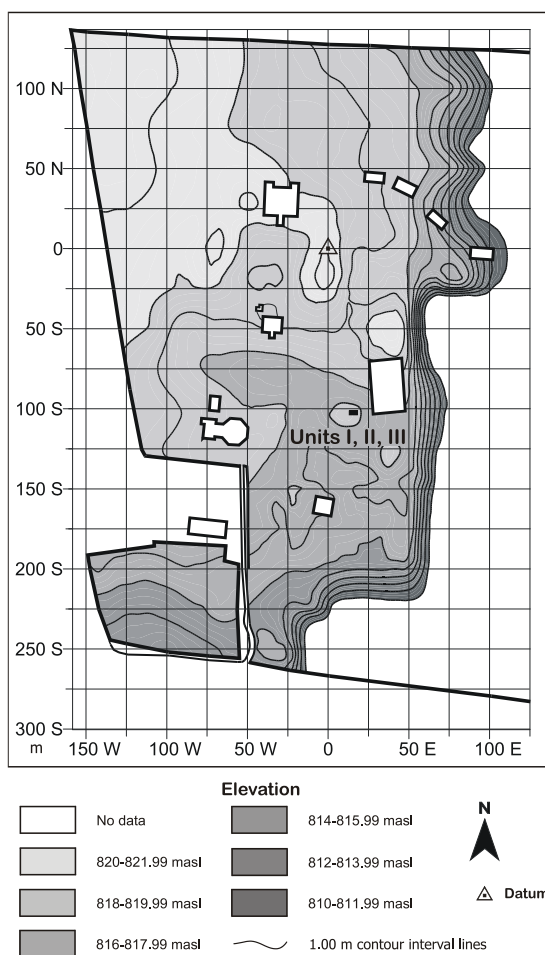 100 N
50 N
0
50 S
100 S
Units I, II, III
150 S
200 S
250 S
300 S
m 150 W 100 W 50 W 0 50 E 100 E
Elevation
No data
820-821.99 masl
818-819.99 masl
816-817.99 masl
814-815.99 masl
812-813.99 masl
810-811.99 masl
1.00 m contour interval lines
N
Datum